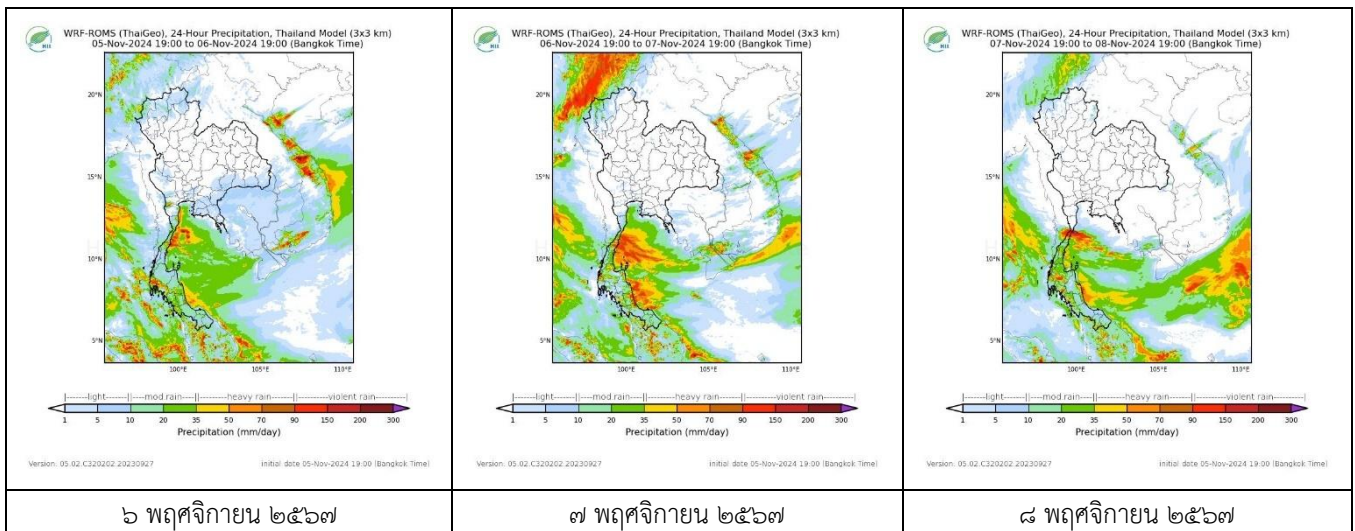 HII
WRF-ROMS (ThaiGeo), 24-Hour Precipitation, Thailand Model (3x3 km)
05-Nov-2024 19:00 to 06-Nov-2024 19:00 (Bangkok Time)
20°N
15°N
10°N
5°N
100°E 105°E 110°E
|-------light-------||----mod rain----||--------heavy rain--------||-------violent rain-------|
1 5 10 20 35 50 70 90 150 200 300
Precipitation (mm/day)
Version: 05.02.C320202.20230927 initial date 05-Nov-2024 19:00 (Bangkok Time)
๖ พฤศจิกายน ๒๕๖๗
HII
WRF-ROMS (ThaiGeo), 24-Hour Precipitation, Thailand Model (3x3 km)
06-Nov-2024 19:00 to 07-Nov-2024 19:00 (Bangkok Time)
20°N
15°N
10°N
5°N
100°E 105°E 110°E
|-------light-------||----mod rain----||--------heavy rain--------||-------violent rain-------|
1 5 10 20 35 50 70 90 150 200 300
Precipitation (mm/day)
Version: 05.02.C320202.20230927 initial date 05-Nov-2024 19:00 (Bangkok Time)
๗ พฤศจิกายน ๒๕๖๗
HII
WRF-ROMS (ThaiGeo), 24-Hour Precipitation, Thailand Model (3x3 km)
07-Nov-2024 19:00 to 08-Nov-2024 19:00 (Bangkok Time)
20°N
15°N
10°N
5°N
100°E 105°E 110°E
|-------light-------||----mod rain----||--------heavy rain--------||-------violent rain-------|
1 5 10 20 35 50 70 90 150 200 300
Precipitation (mm/day)
Version: 05.02.C320202.20230927 initial date 05-Nov-2024 19:00 (Bangkok Time)
๘ พฤศจิกายน ๒๕๖๗